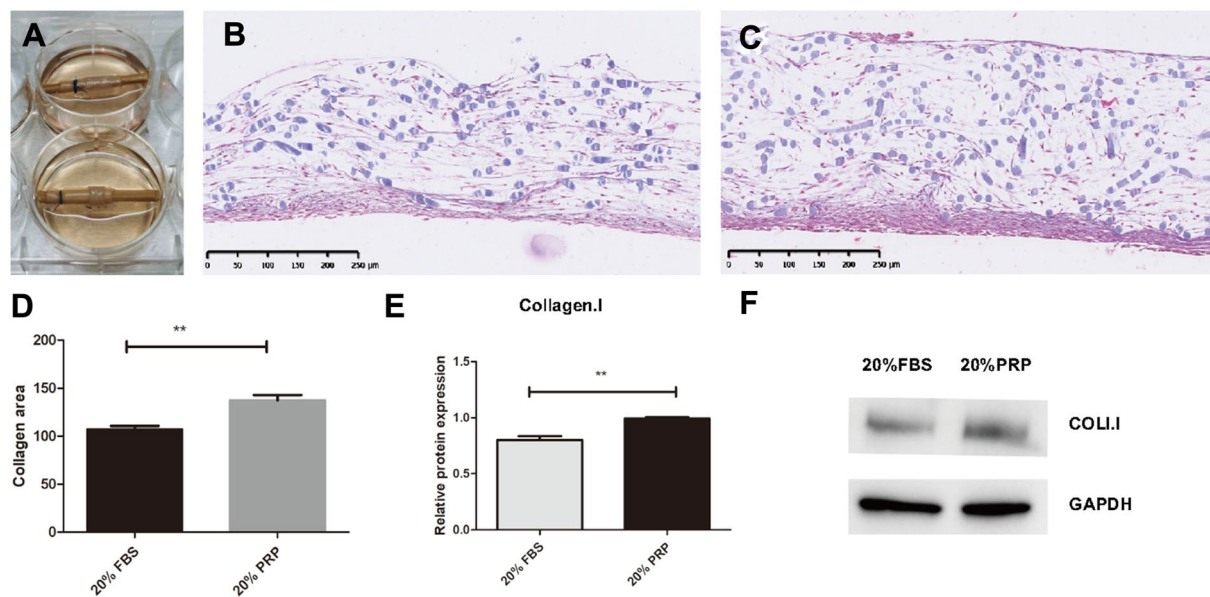 A
B
C
0 50 100 150 200 250 µm
0 50 100 150 200 250 µm
D
**
200
150
100
50
0
Collagen area
20% FBS
20% PRP
E
Collagen.I
**
1.5
1.0
0.5
0.0
Relative protein expression
20% FBS
20% PRP
F
20%FBS 20%PRP
COLI.I
GAPDH